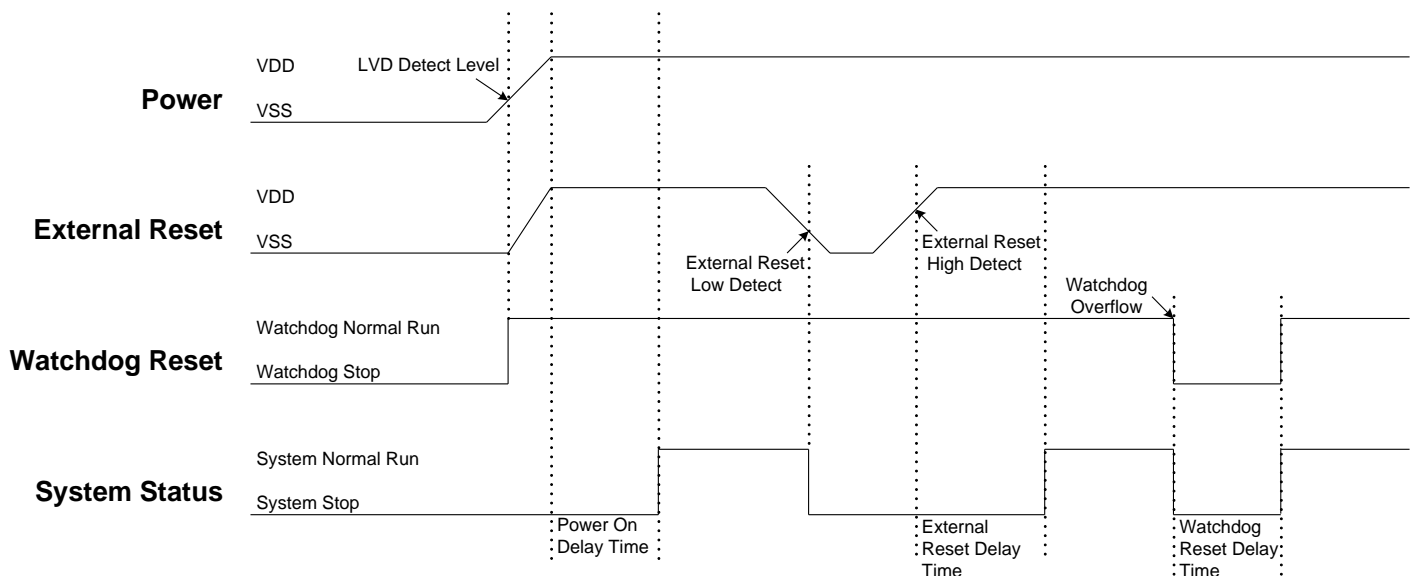 VDD
LVD Detect Level
Power
VSS
VDD
External Reset
VSS
External Reset
Low Detect
External Reset
High Detect
Watchdog
Overflow
Watchdog Normal Run
Watchdog Reset
Watchdog Stop
System Normal Run
System Status
System Stop
Power On
Delay Time
External
Reset Delay
Time
Watchdog
Reset Delay
Time